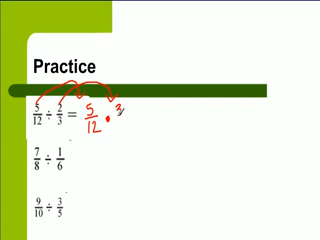 Practice
5/12 ÷ 2/3 = 5/12 • 3
7/8 ÷ 1/6
9/10 ÷ 3/5